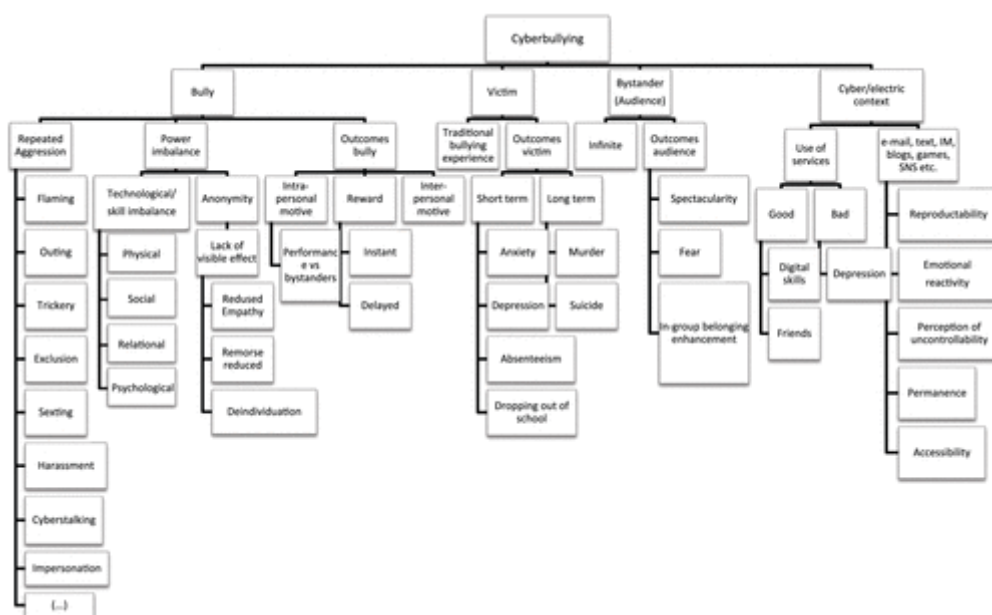 Cyberbullying
Bully
Victim
Bystander
(Audience)
Cyber/electric
context
Repeated
Aggression
Power
imbalance
Outcomes
bully
Traditional
bullying
experience
Outcomes
victim
Infinite
Outcomes
audience
Use of
services
e-mail, text, IM,
blogs, games,
SNS etc.
Flaming
Outing
Trickery
Exclusion
Sexting
Harassment
Cyberstalking
Impersonation
(...)
Technological/
skill imbalance
Physical
Social
Relational
Psychological
Anonymity
Lack of
visible effect
Redused
Empathy
Remorse
reduced
Deindividuation
Intra-
personal
motive
Performanc
e vs
bystanders
Reward
Instant
Delayed
Inter-
personal
motive
Short term
Anxiety
Depression
Absenteeism
Dropping out of
school
Long term
Murder
Suicide
Spectacularity
Fear
In-group belonging
enhancement
Good
Digital
skills
Friends
Bad
Depression
Reproductability
Emotional
reactivity
Perception of
uncontrollability
Permanence
Accessibility